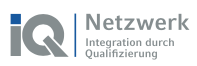 iQ
Netzwerk
Integration durch
Qualifizierung